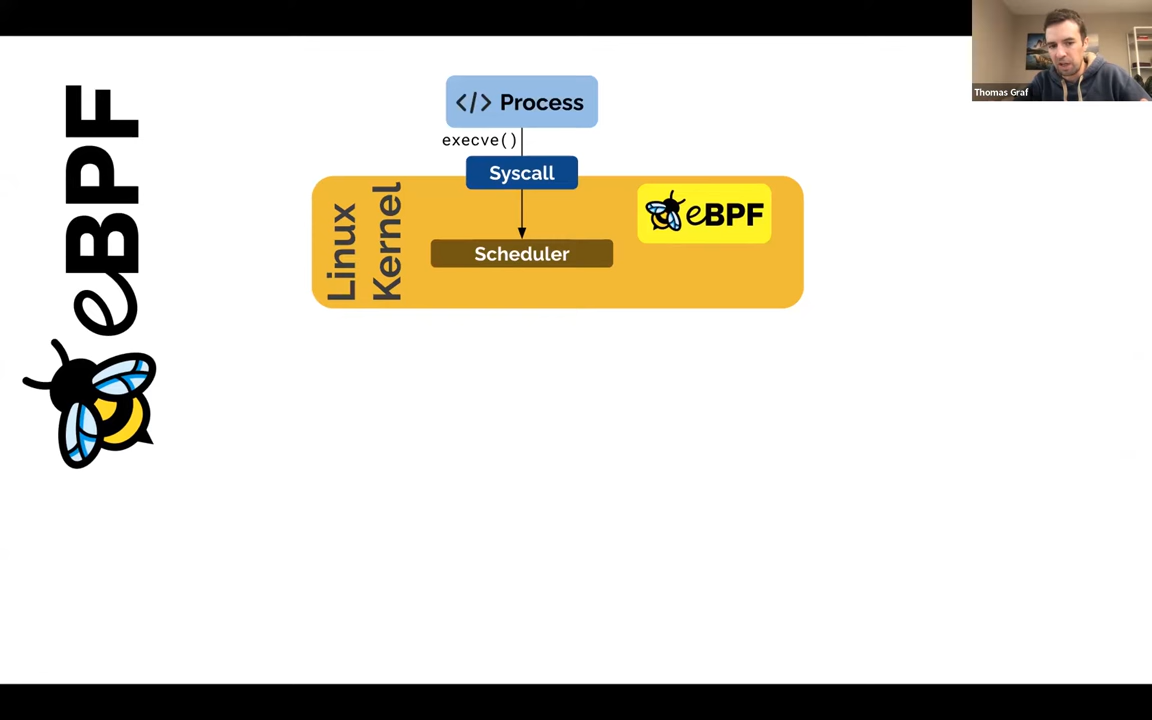 eBPF
</> Process
execve()
Syscall
Linux
Kernel
eBPF
Scheduler
Thomas Graf